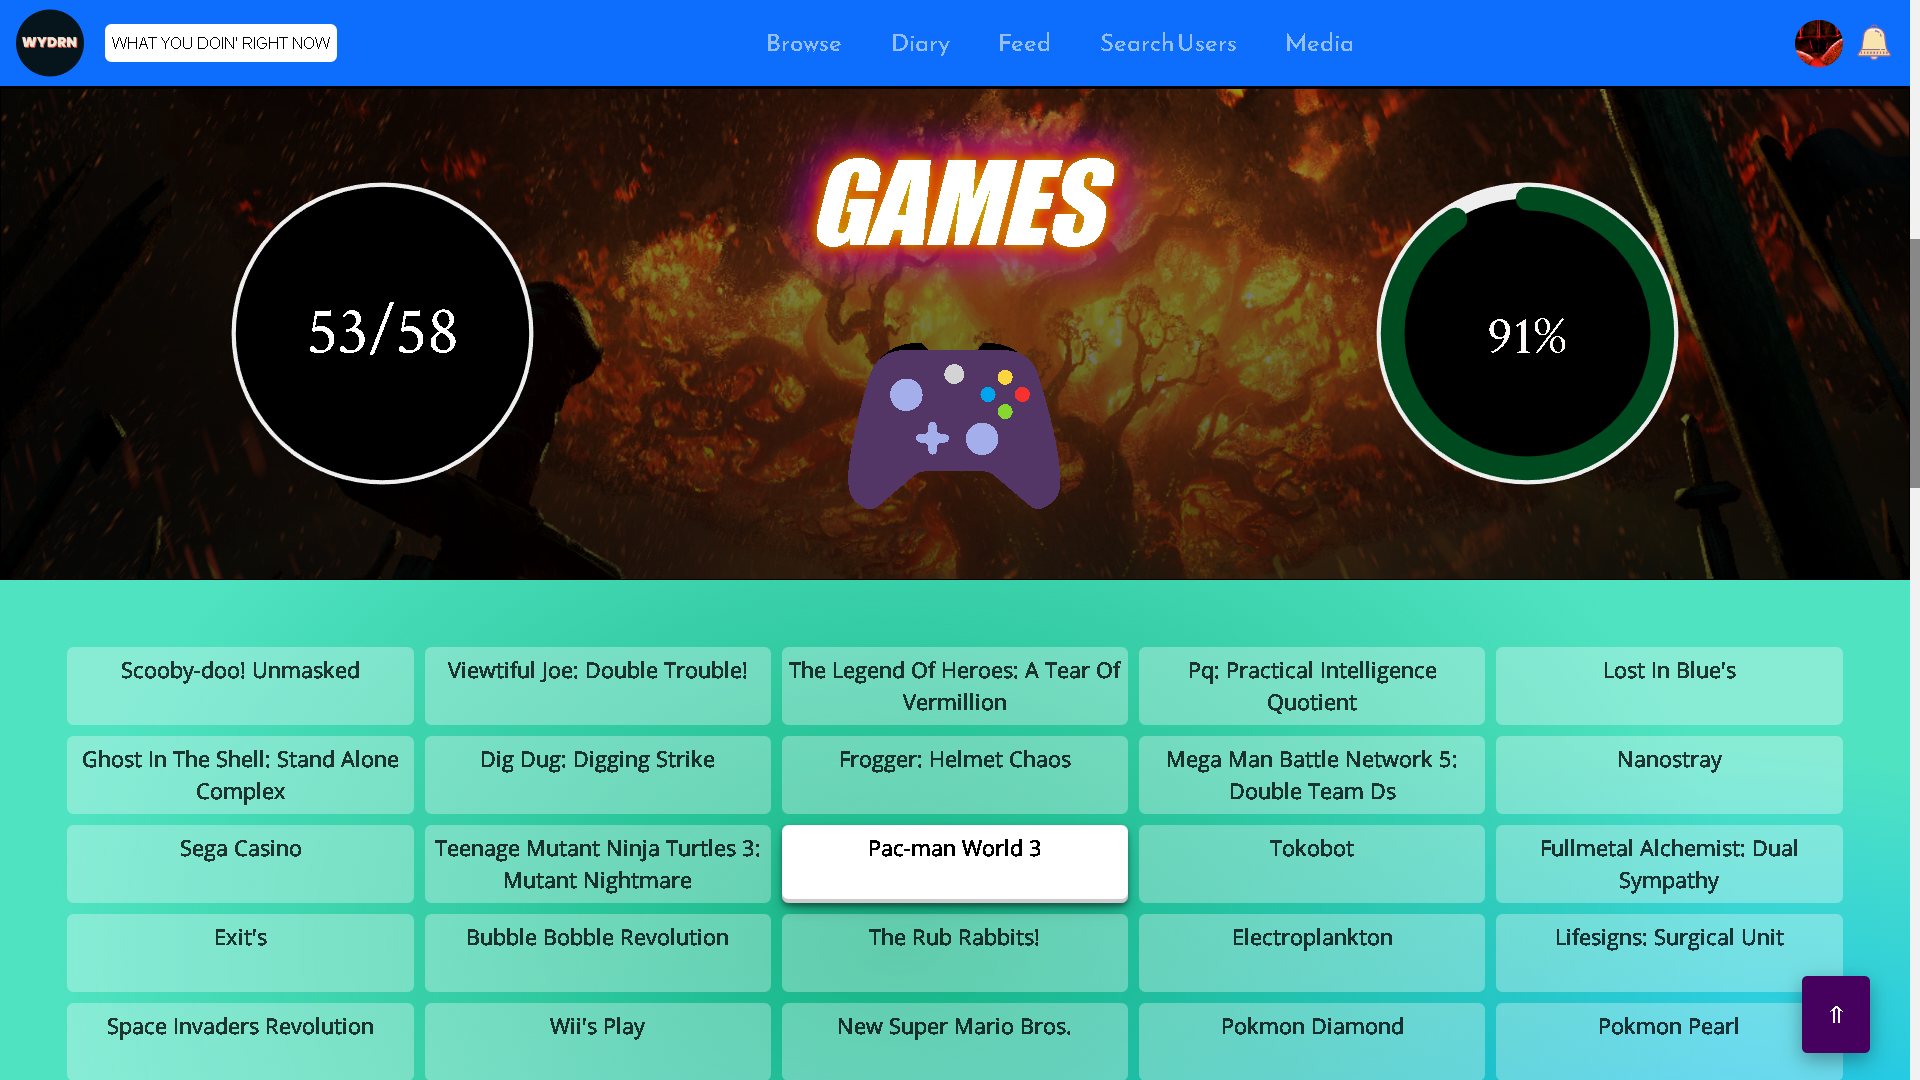 WYDRN
WHAT YOU DOIN' RIGHT NOW
Browse
Diary
Feed
Search Users
Media
GAMES
53/58
91%
Scooby-doo! Unmasked
Viewtiful Joe: Double Trouble!
The Legend Of Heroes: A Tear Of
Vermillion
Pq: Practical Intelligence
Quotient
Lost In Blue's
Ghost In The Shell: Stand Alone
Complex
Dig Dug: Digging Strike
Frogger: Helmet Chaos
Mega Man Battle Network 5:
Double Team Ds
Nanostray
Sega Casino
Teenage Mutant Ninja Turtles 3:
Mutant Nightmare
Pac-man World 3
Tokobot
Fullmetal Alchemist: Dual
Sympathy
Exit's
Bubble Bobble Revolution
The Rub Rabbits!
Electroplankton
Lifesigns: Surgical Unit
Space Invaders Revolution
Wii's Play
New Super Mario Bros.
Pokmon Diamond
Pokmon Pearl
⇑